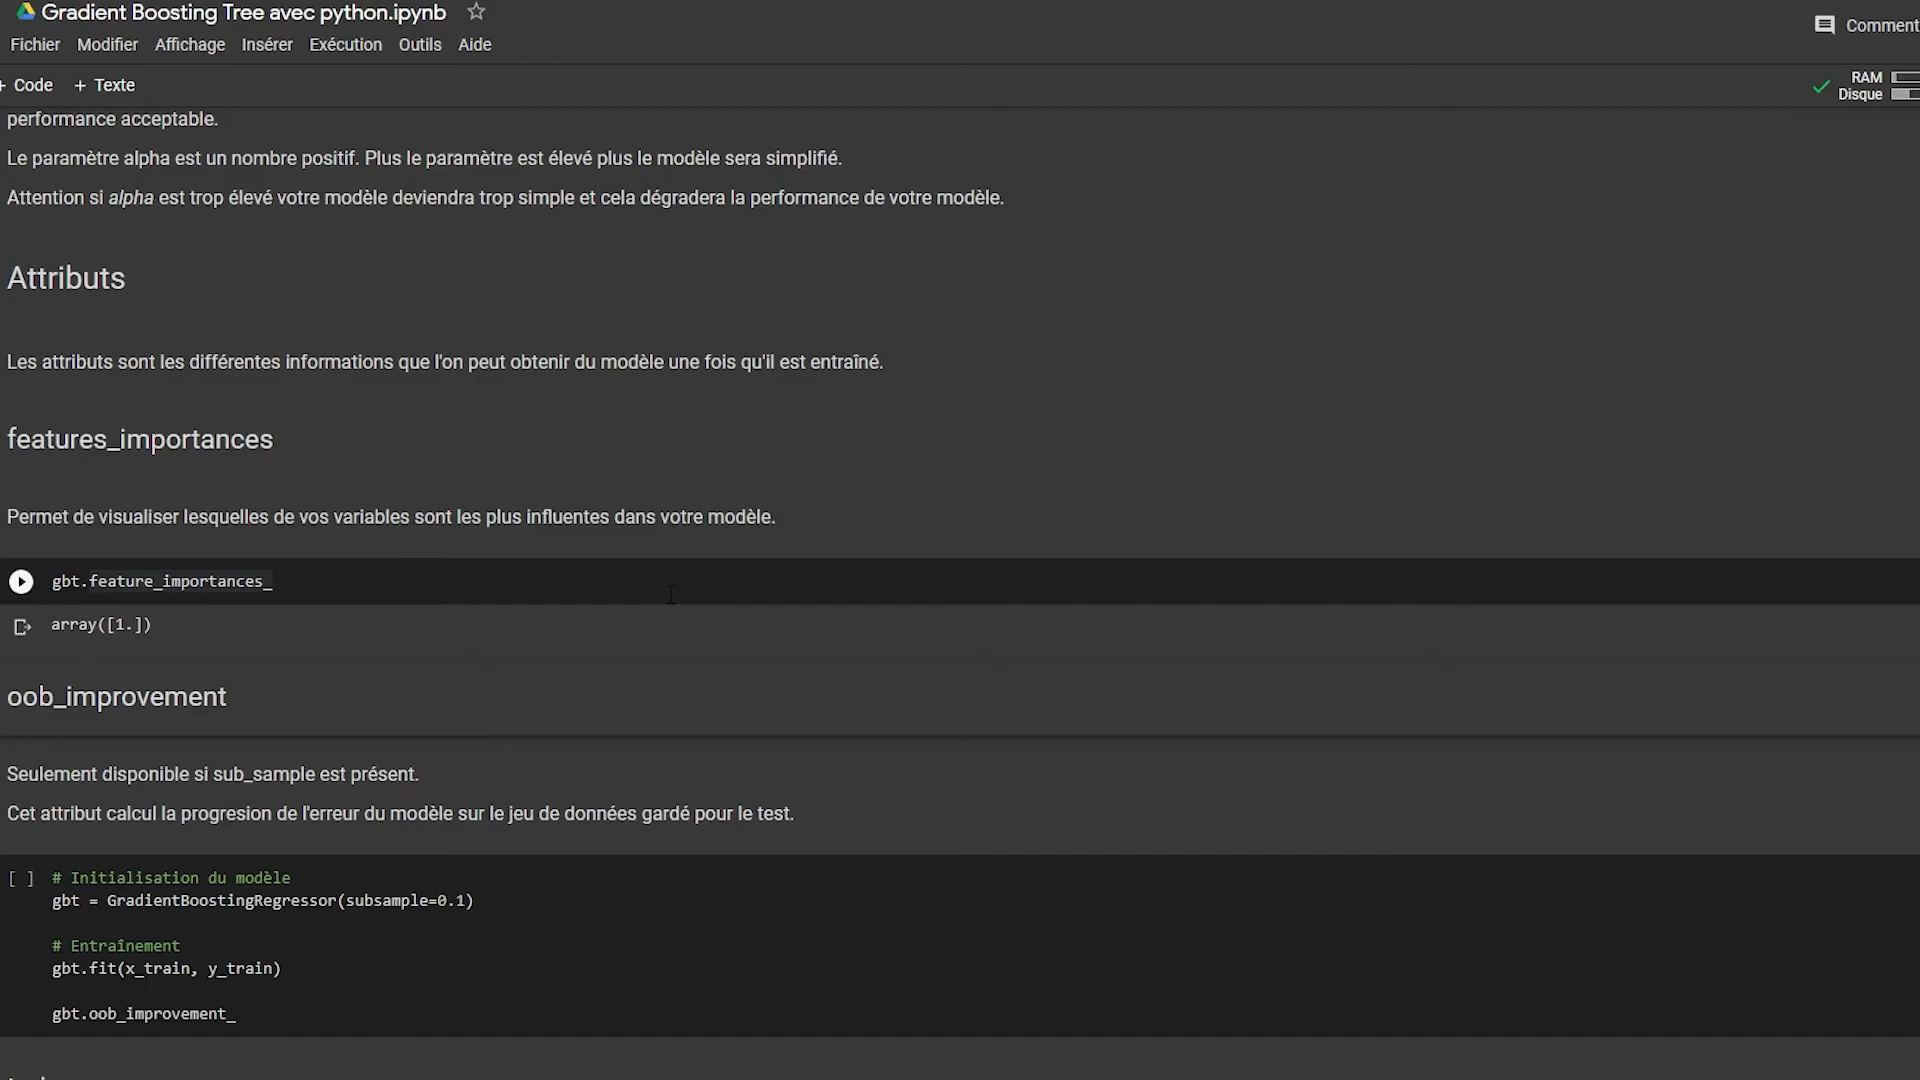 Gradient Boosting Tree avec python.ipynb
Fichier Modifier Affichage Insérer Exécution Outils Aide
Comment
+ Code + Texte
RAM
Disque
performance acceptable.
Le paramètre alpha est un nombre positif. Plus le paramètre est élevé plus le modèle sera simplifié.
Attention si alpha est trop élevé votre modèle deviendra trop simple et cela dégradera la performance de votre modèle.
Attributs
Les attributs sont les différentes informations que l'on peut obtenir du modèle une fois qu'il est entraîné.
features_importances
Permet de visualiser lesquelles de vos variables sont les plus influentes dans votre modèle.
gbt.feature_importances_
array([1.])
oob_improvement
Seulement disponible si sub_sample est présent.
Cet attribut calcul la progresion de l'erreur du modèle sur le jeu de données gardé pour le test.
[ ] # Initialisation du modèle
gbt = GradientBoostingRegressor(subsample=0.1)
# Entraînement
gbt.fit(x_train, y_train)
gbt.oob_improvement_